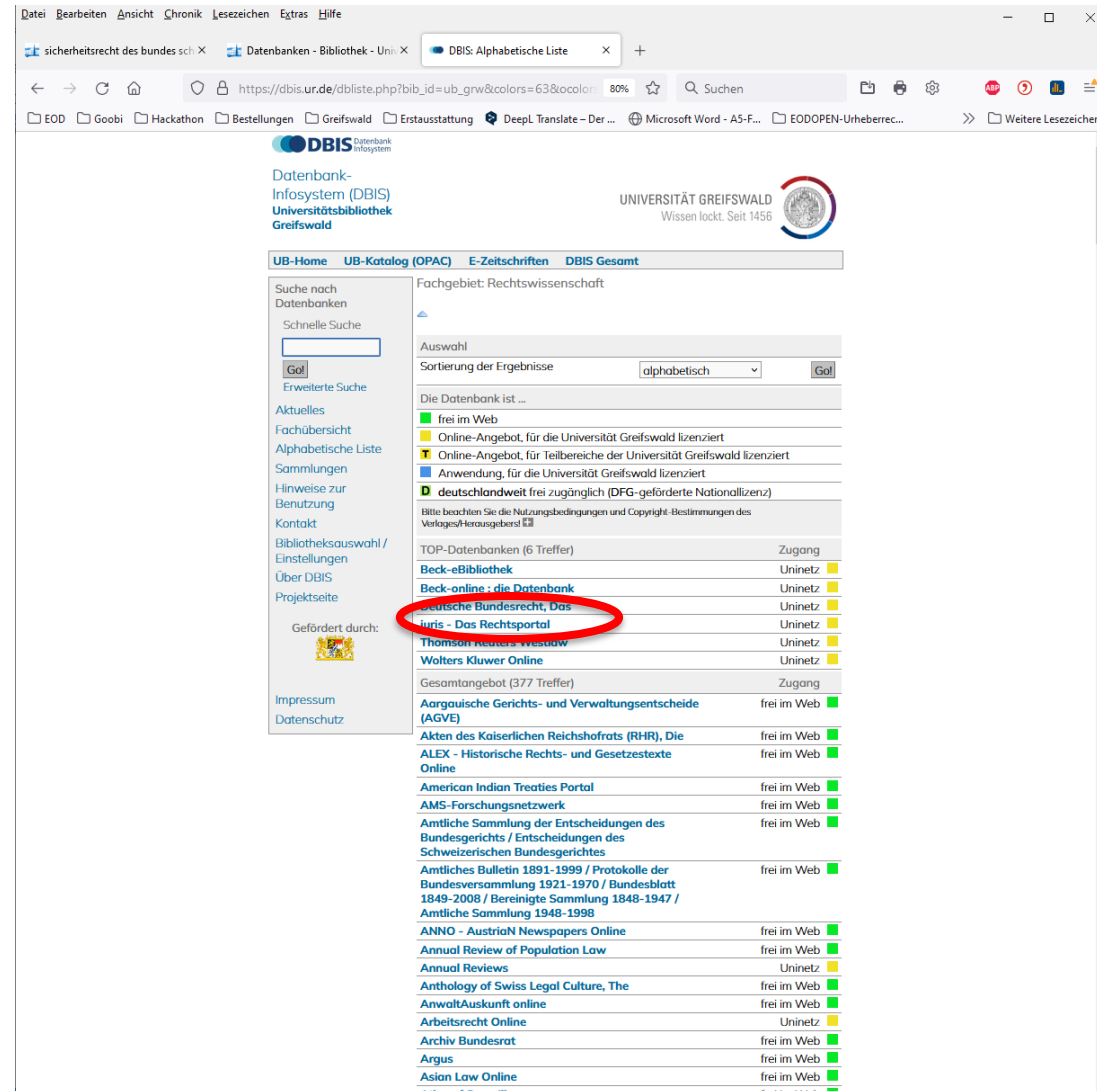 Datei Bearbeiten Ansicht Chronik Lesezeichen Extras Hilfe
sicherheitsrecht des bundes sch
Datenbanken - Bibliothek - Univ
DBIS: Alphabetische Liste
https://dbis.ur.de/dbliste.php?bib_id=ub_grw&colors=63&ocolor 80% Suchen
EOD Goobi Hackathon Bestellungen Greifswald Erstausstattung DeepL Translate – Der ... Microsoft Word - A5-F... EODOPEN-Urheberrec... Weitere Lesezeichen
DBIS Datenbank Infosystem
Datenbank-
Infosystem (DBIS)
Universitätsbibliothek
Greifswald
UNIVERSITÄT GREIFSWALD
Wissen lockt. Seit 1456
UB-Home UB-Katalog (OPAC) E-Zeitschriften DBIS Gesamt
Suche nach
Datenbanken
Schnelle Suche
Go!
Erweiterte Suche
Aktuelles
Fachübersicht
Alphabetische Liste
Sammlungen
Hinweise zur
Benutzung
Kontakt
Bibliotheksauswahl /
Einstellungen
Über DBIS
Projektseite
Gefördert durch:
Impressum
Datenschutz
Fachgebiet: Rechtswissenschaft
Auswahl
Sortierung der Ergebnisse alphabetisch Go!
Die Datenbank ist ...
frei im Web
Online-Angebot, für die Universität Greifswald lizenziert
T Online-Angebot, für Teilbereiche der Universität Greifswald lizenziert
Anwendung, für die Universität Greifswald lizenziert
D deutschlandweit frei zugänglich (DFG-geförderte Nationallizenz)
Bitte beachten Sie die Nutzungsbedingungen und Copyright-Bestimmungen des
Verlages/Herausgebers!
TOP-Datenbanken (6 Treffer) Zugang
Beck-eBibliothek Uninetz
Beck-online : die Datenbank Uninetz
Deutsche Bundesrecht, Das Uninetz
juris - Das Rechtsportal Uninetz
Thomson Reuters Westlaw Uninetz
Wolters Kluwer Online Uninetz
Gesamtangebot (377 Treffer) Zugang
Aargauische Gerichts- und Verwaltungsentscheide frei im Web
(AGVE)
Akten des Kaiserlichen Reichshofrats (RHR), Die frei im Web
ALEX - Historische Rechts- und Gesetzestexte frei im Web
Online
American Indian Treaties Portal frei im Web
AMS-Forschungsnetzwerk frei im Web
Amtliche Sammlung der Entscheidungen des frei im Web
Bundesgerichts / Entscheidungen des
Schweizerischen Bundesgerichtes
Amtliches Bulletin 1891-1999 / Protokolle der frei im Web
Bundesversammlung 1921-1970 / Bundesblatt
1849-2008 / Bereinigte Sammlung 1848-1947 /
Amtliche Sammlung 1948-1998
ANNO - AustriaN Newspapers Online frei im Web
Annual Review of Population Law frei im Web
Annual Reviews Uninetz
Anthology of Swiss Legal Culture, The frei im Web
AnwaltAuskunft online frei im Web
Arbeitsrecht Online Uninetz
Archiv Bundesrat frei im Web
Argus frei im Web
Asian Law Online frei im Web